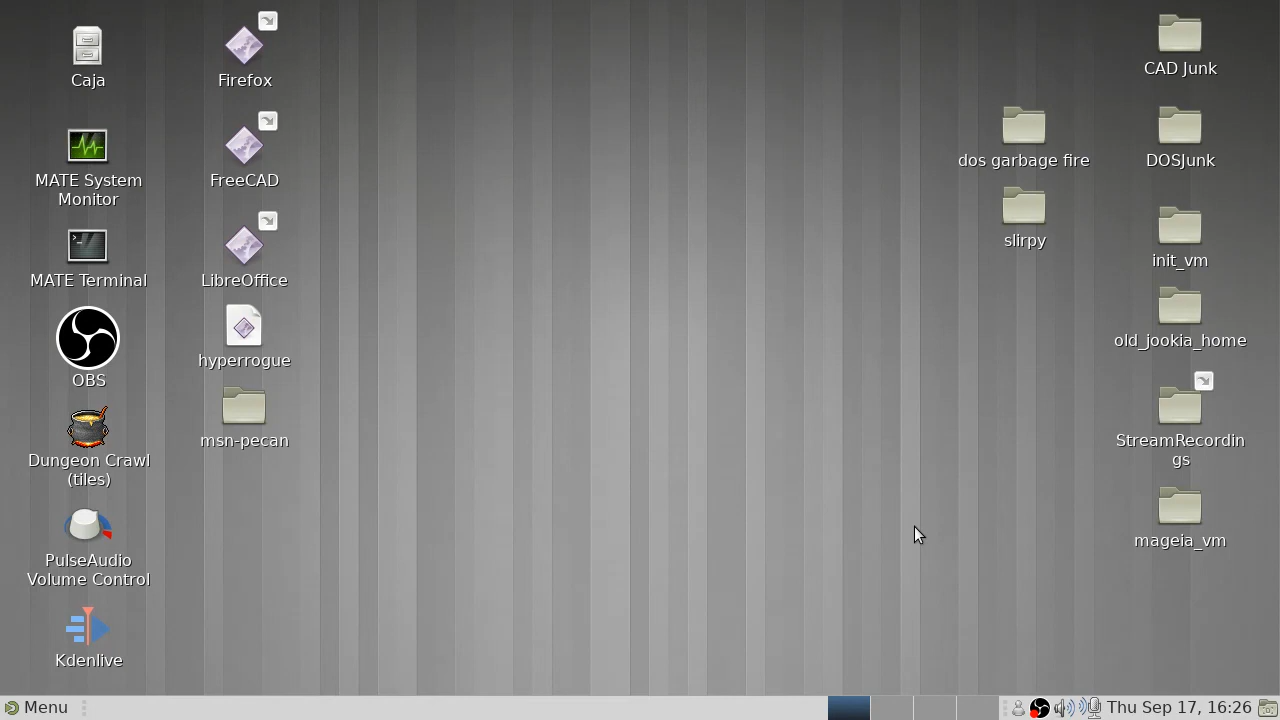 Caja
MATE System
Monitor
MATE Terminal
OBS
Dungeon Crawl
(tiles)
PulseAudio
Volume Control
Kdenlive
Firefox
FreeCAD
LibreOffice
hyperrogue
msn-pecan
dos garbage fire
slirpy
CAD Junk
DOSJunk
init_vm
old_jookia_home
StreamRecordin
gs
mageia_vm
Menu
Thu Sep 17, 16:26